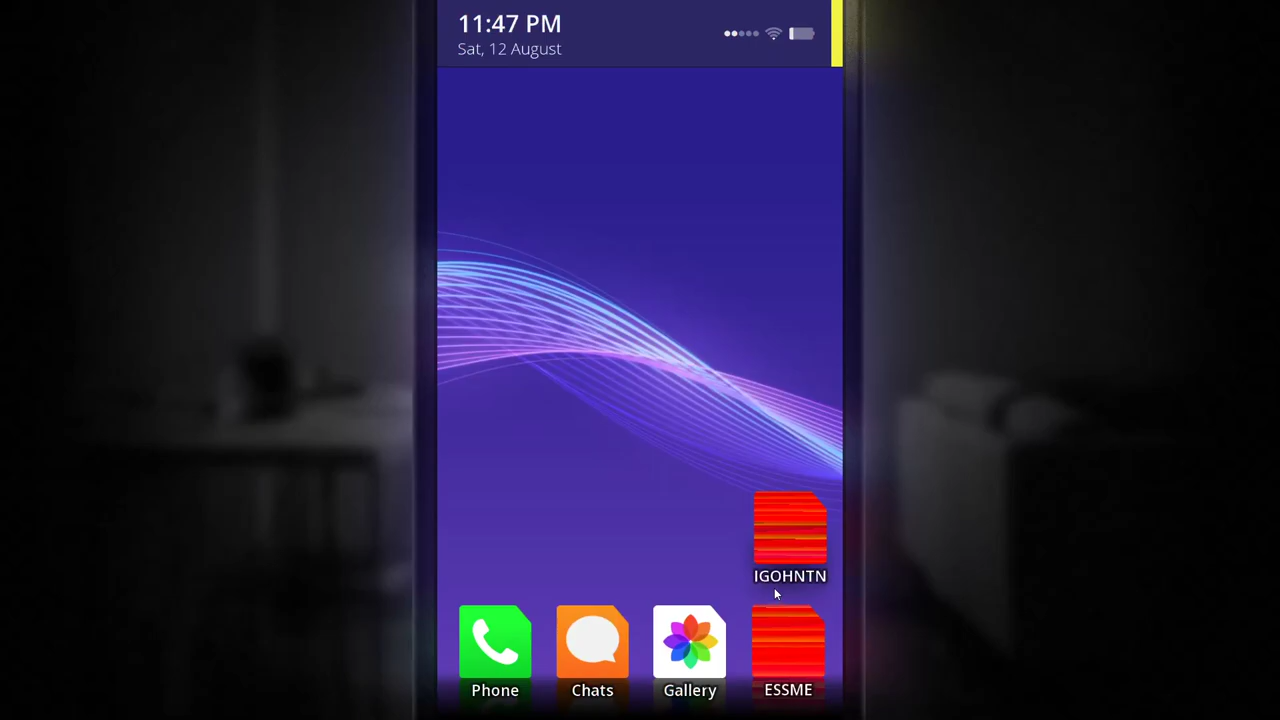 11:47 PM
Sat, 12 August
IGOHNTN
Phone
Chats
Gallery
ESSME